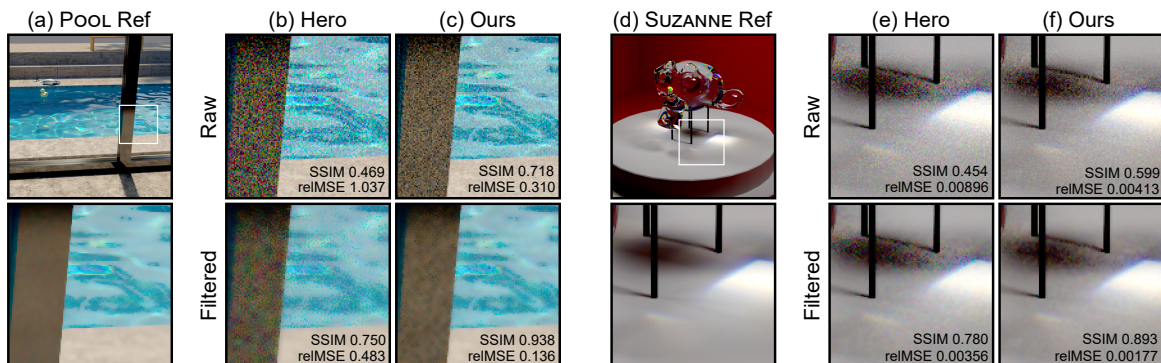 (a) POOL Ref
(b) Hero
(c) Ours
(d) SUZANNE Ref
(e) Hero
(f) Ours
Raw
SSIM 0.469
relMSE 1.037
SSIM 0.718
relMSE 0.310
Raw
SSIM 0.454
relMSE 0.00896
SSIM 0.599
relMSE 0.00413
Filtered
SSIM 0.750
relMSE 0.483
SSIM 0.938
relMSE 0.136
Filtered
SSIM 0.780
relMSE 0.00356
SSIM 0.893
relMSE 0.00177